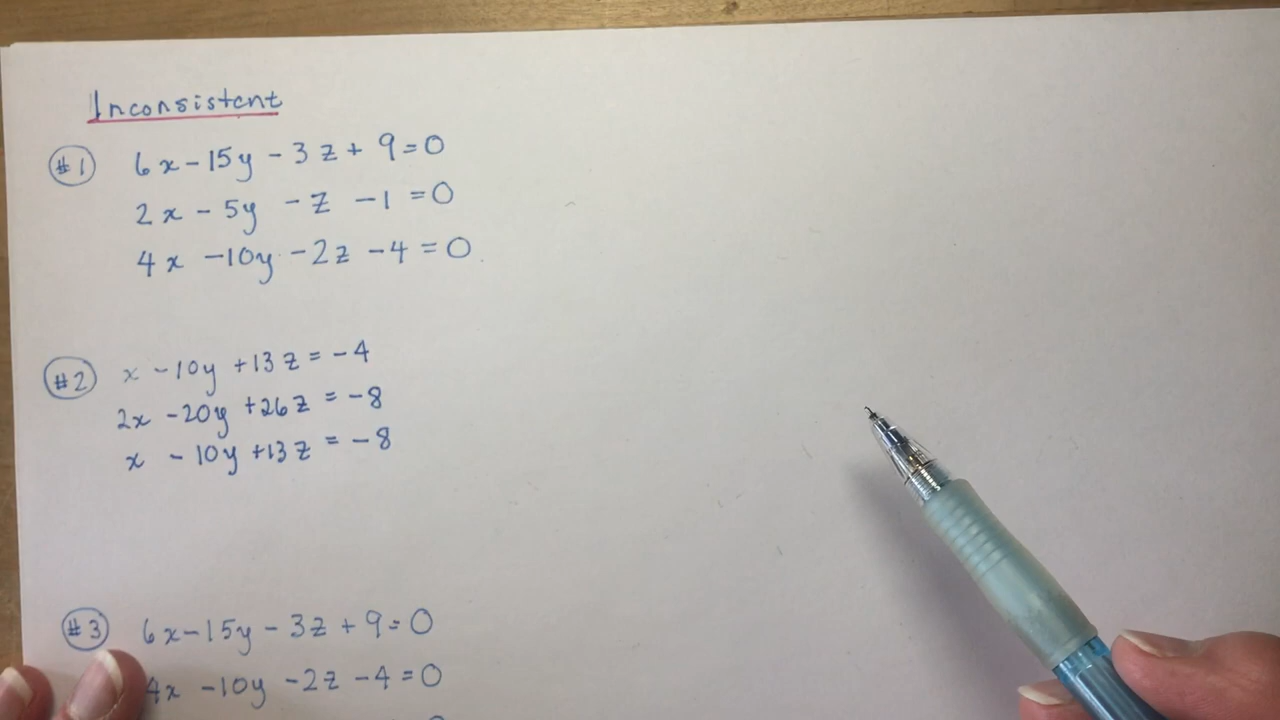 Inconsistent
#1 6x - 15y - 3z + 9 = 0
2x - 5y - z - 1 = 0
4x - 10y - 2z - 4 = 0
#2 x - 10y + 13z = -4
2x - 20y + 26z = -8
x - 10y + 13z = -8
#3 6x - 15y - 3z + 9 = 0
4x - 10y - 2z - 4 = 0